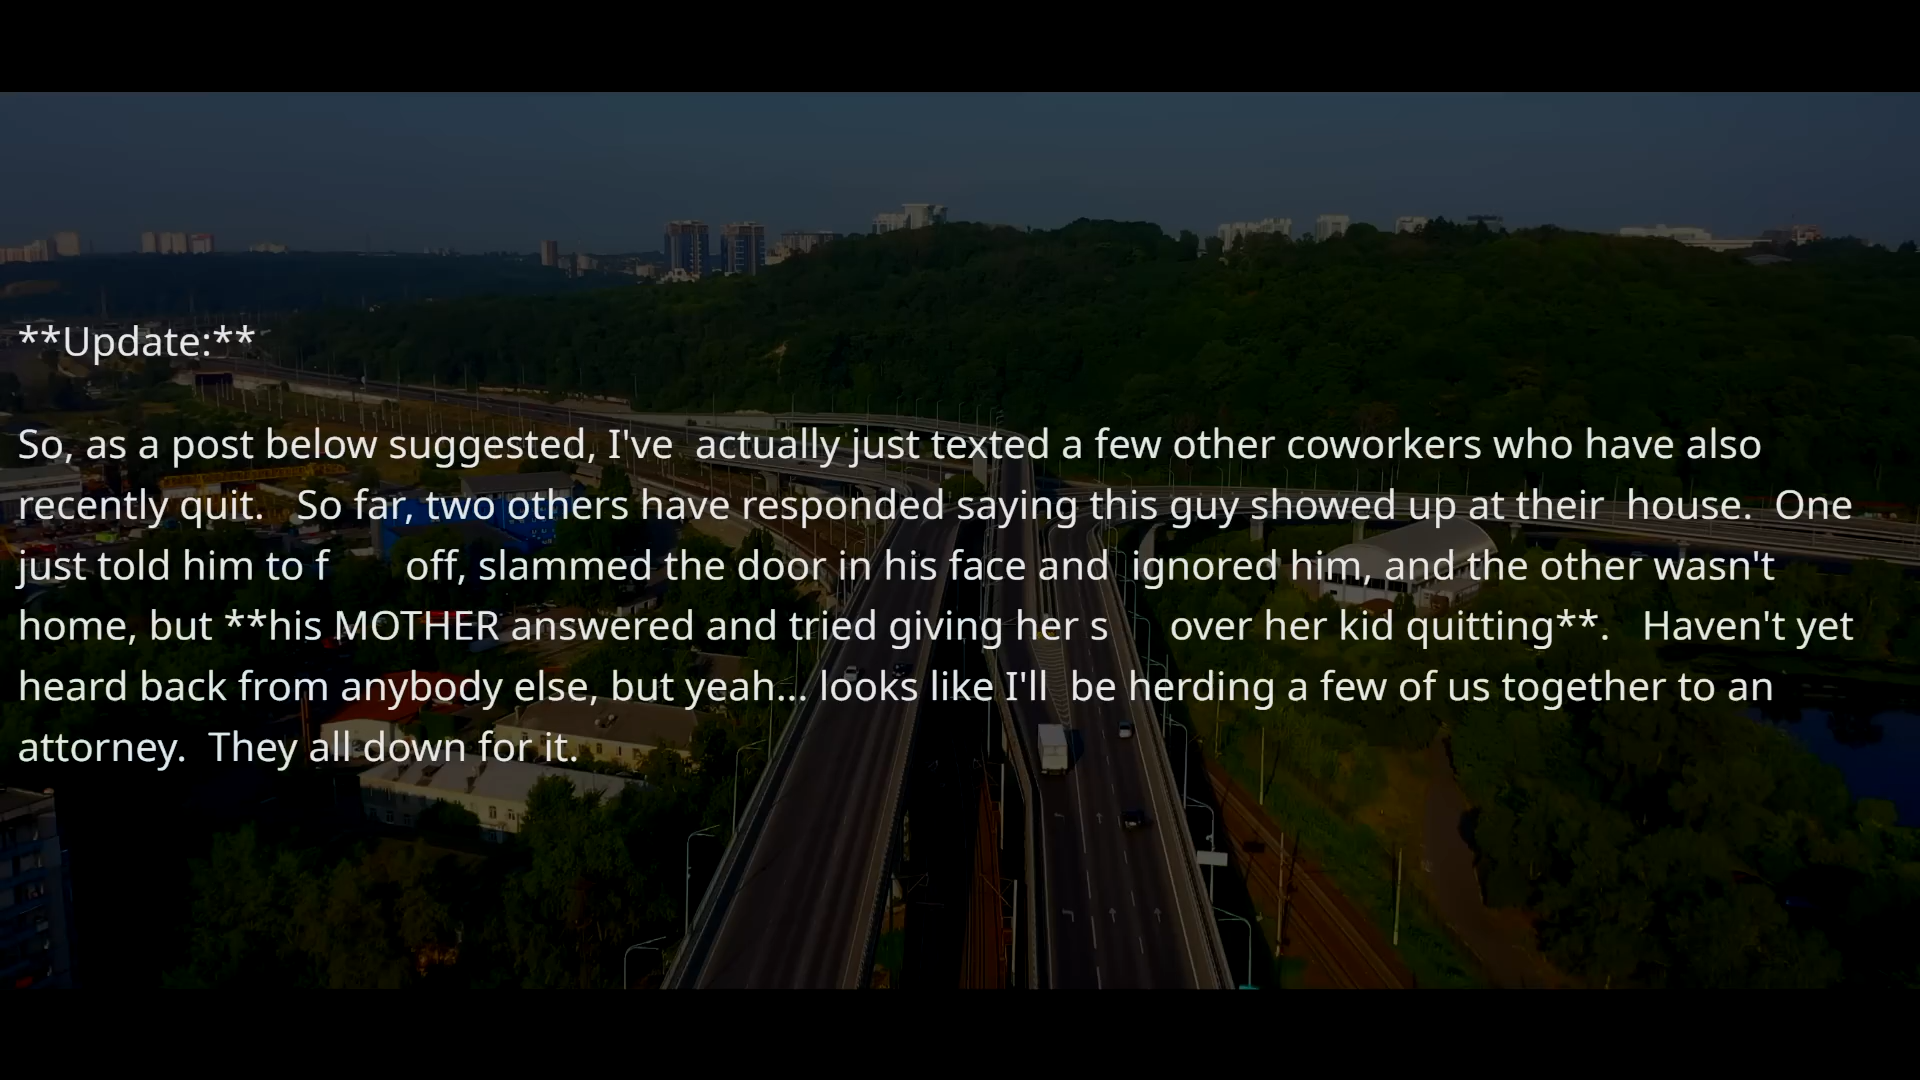 **Update:**
So, as a post below suggested, I've  actually just texted a few other coworkers who have also
recently quit.   So far, two others have responded saying this guy showed up at their  house.  One
just told him to f       off, slammed the door in his face and  ignored him, and the other wasn't
home, but **his MOTHER answered and tried giving her s      over her kid quitting**.   Haven't yet
heard back from anybody else, but yeah... looks like I'll  be herding a few of us together to an
attorney.  They all down for it.